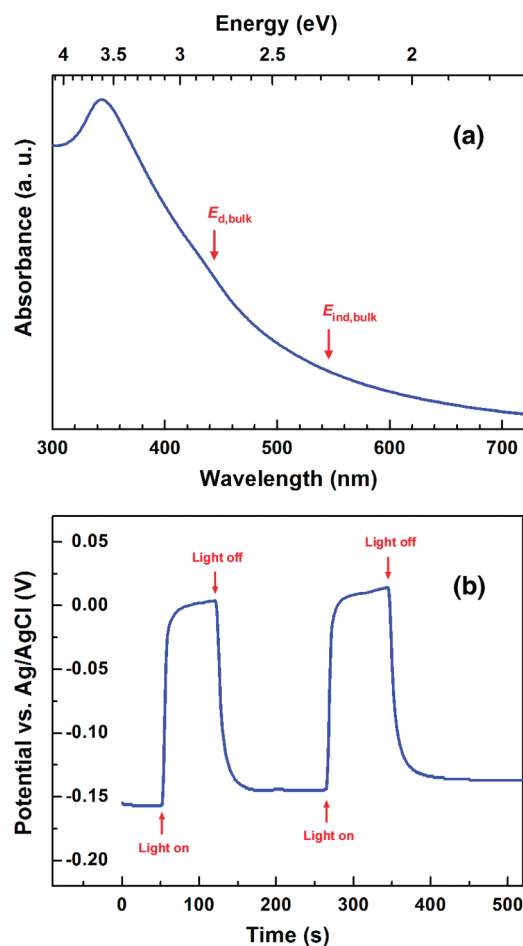 Energy (eV)
4 3.5 3 2.5 2
(a)
E_d,bulk
E_ind,bulk
Absorbance (a. u.)
300 400 500 600 700
Wavelength (nm)
0.05
0.00
-0.05
-0.10
-0.15
-0.20
Potential vs. Ag/AgCl (V)
Light off
Light off
(b)
Light on
Light on
0 100 200 300 400 500
Time (s)